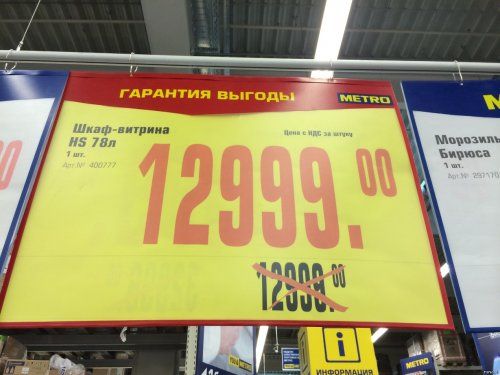 ГАРАНТИЯ ВЫГОДЫ
METRO
Шкаф-витрина
HS 78л
1 шт.
Арт.№ 400777
Цена с НДС за штуку
12999.00
12999.00
Бирюса
1 шт.
i
ИНФОРМАЦИЯ
METRO